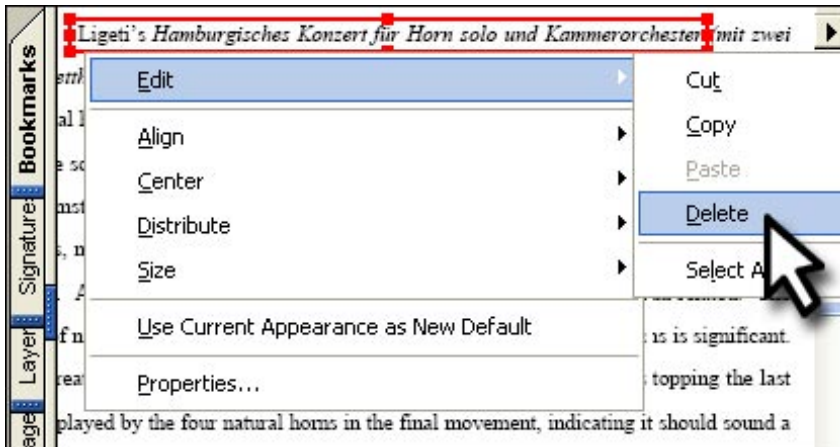 Ligeti's Hamburgisches Konzert für Horn solo und Kammerorchester (mit zwei
Bookmarks
Signature
Layer
Edit
Align
Center
Distribute
Size
Use Current Appearance as New Default
Properties...
Cut
Copy
Paste
Delete
Select A
is significant.
topping the last
played by the four natural horns in the final movement, indicating it should sound a